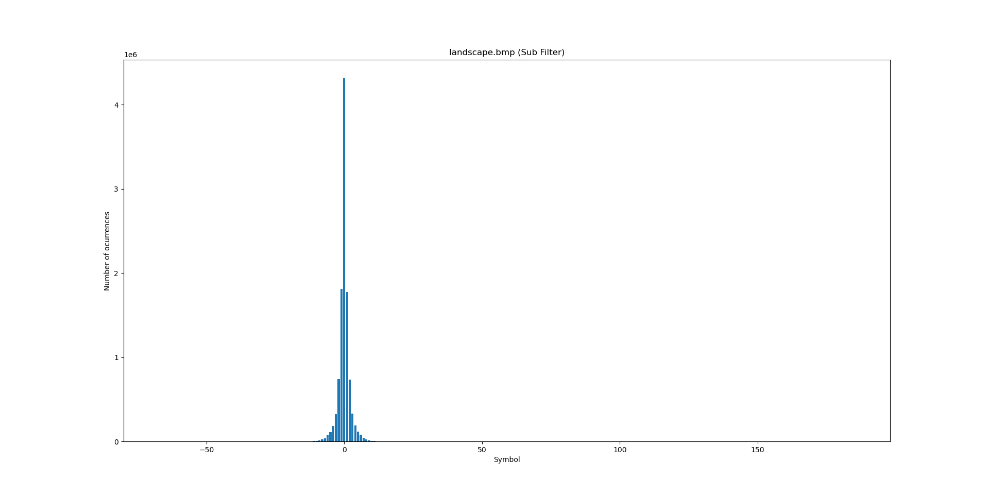 landscape.bmp (Sub Filter)
1e6
4
3
2
1
0
Number of ocurrences
−50
0
50
100
150
Symbol